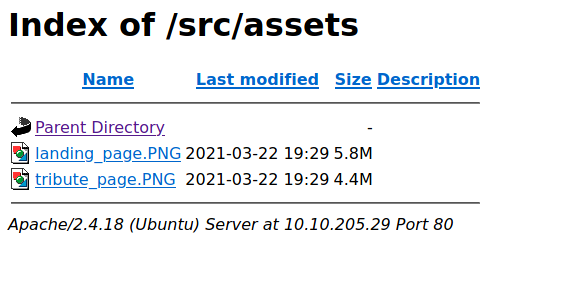 Index of /src/assets
Name Last modified Size Description
Parent Directory -
landing_page.PNG 2021-03-22 19:29 5.8M
tribute_page.PNG 2021-03-22 19:29 4.4M
Apache/2.4.18 (Ubuntu) Server at 10.10.205.29 Port 80